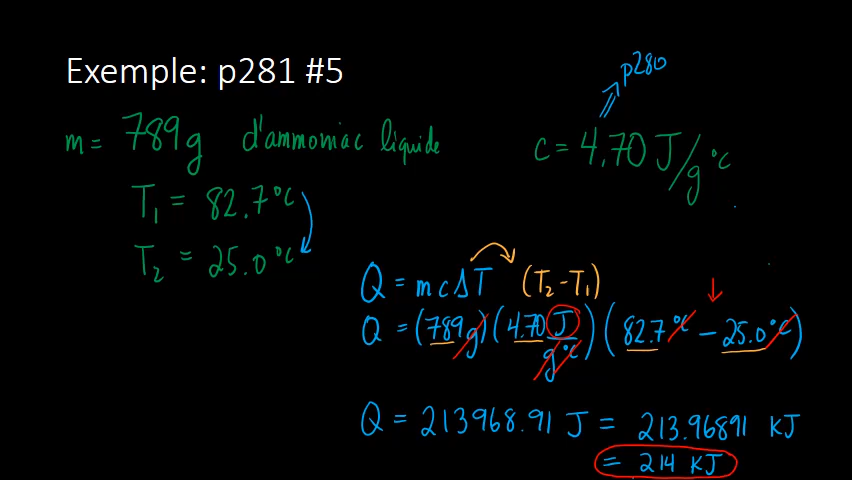 Exemple: p281 #5
p280
m = 789g d'ammoniac liquide
c = 4.70 J/g°C
T₁ = 82.7°C
T₂ = 25.0°C
Q = mcΔT (T₂-T₁)
Q = (789g)(4.70 J/g°C)(82.7°C - 25.0°C)
Q = 213968.91 J = 213.96891 KJ
= 214 KJ